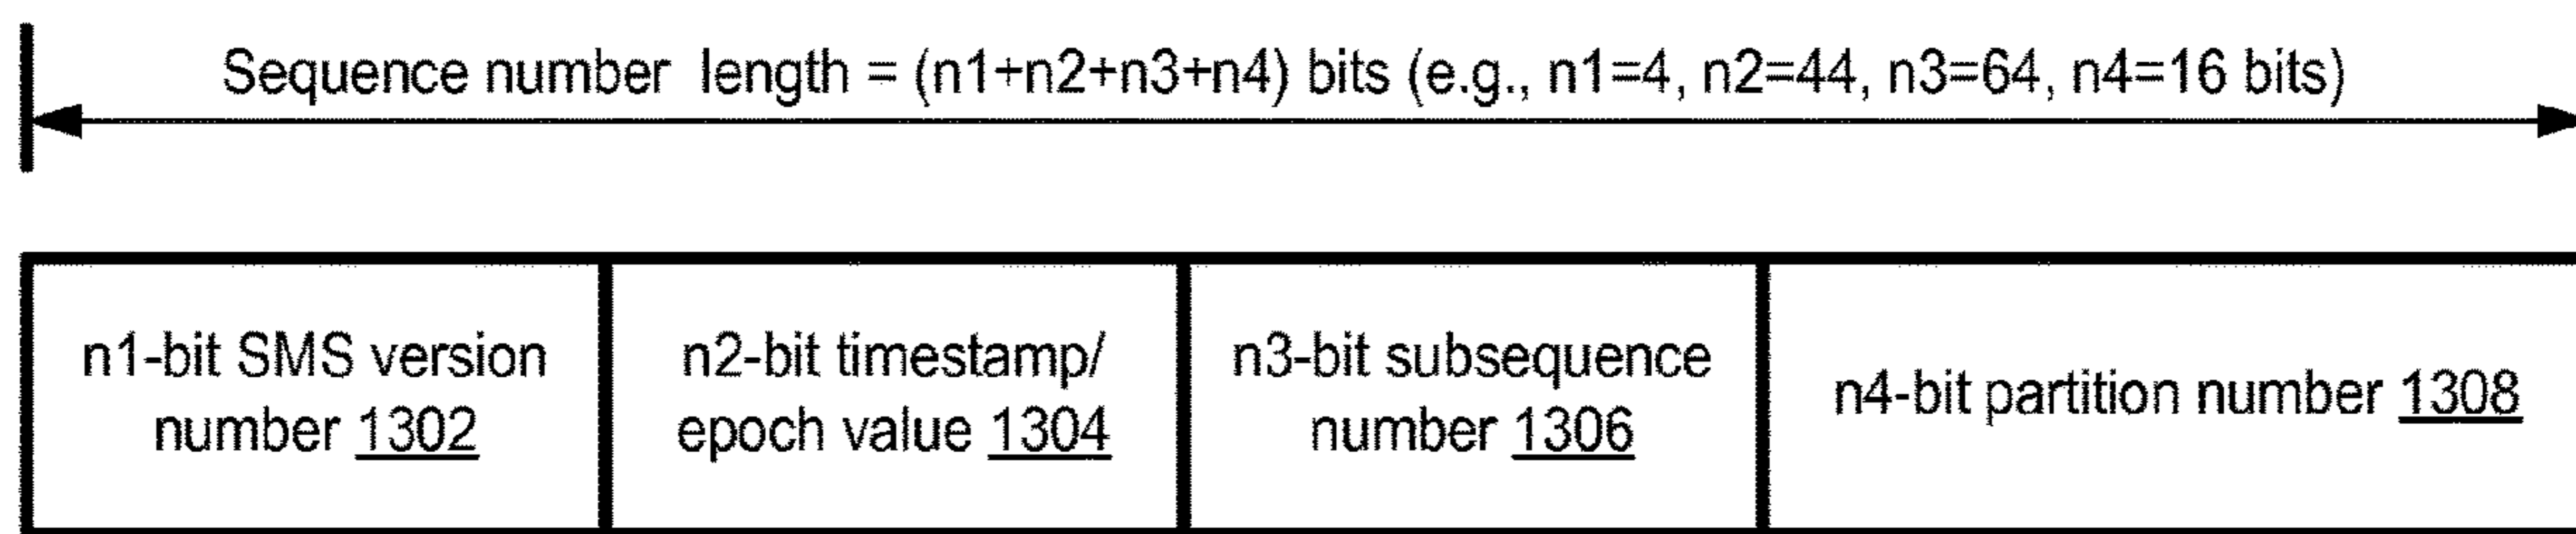 Sequence number length = (n1+n2+n3+n4) bits (e.g., n1=4, n2=44, n3=64, n4=16 bits)
n1-bit SMS version
number 1302
n2-bit timestamp/
epoch value 1304
n3-bit subsequence
number 1306
n4-bit partition number 1308